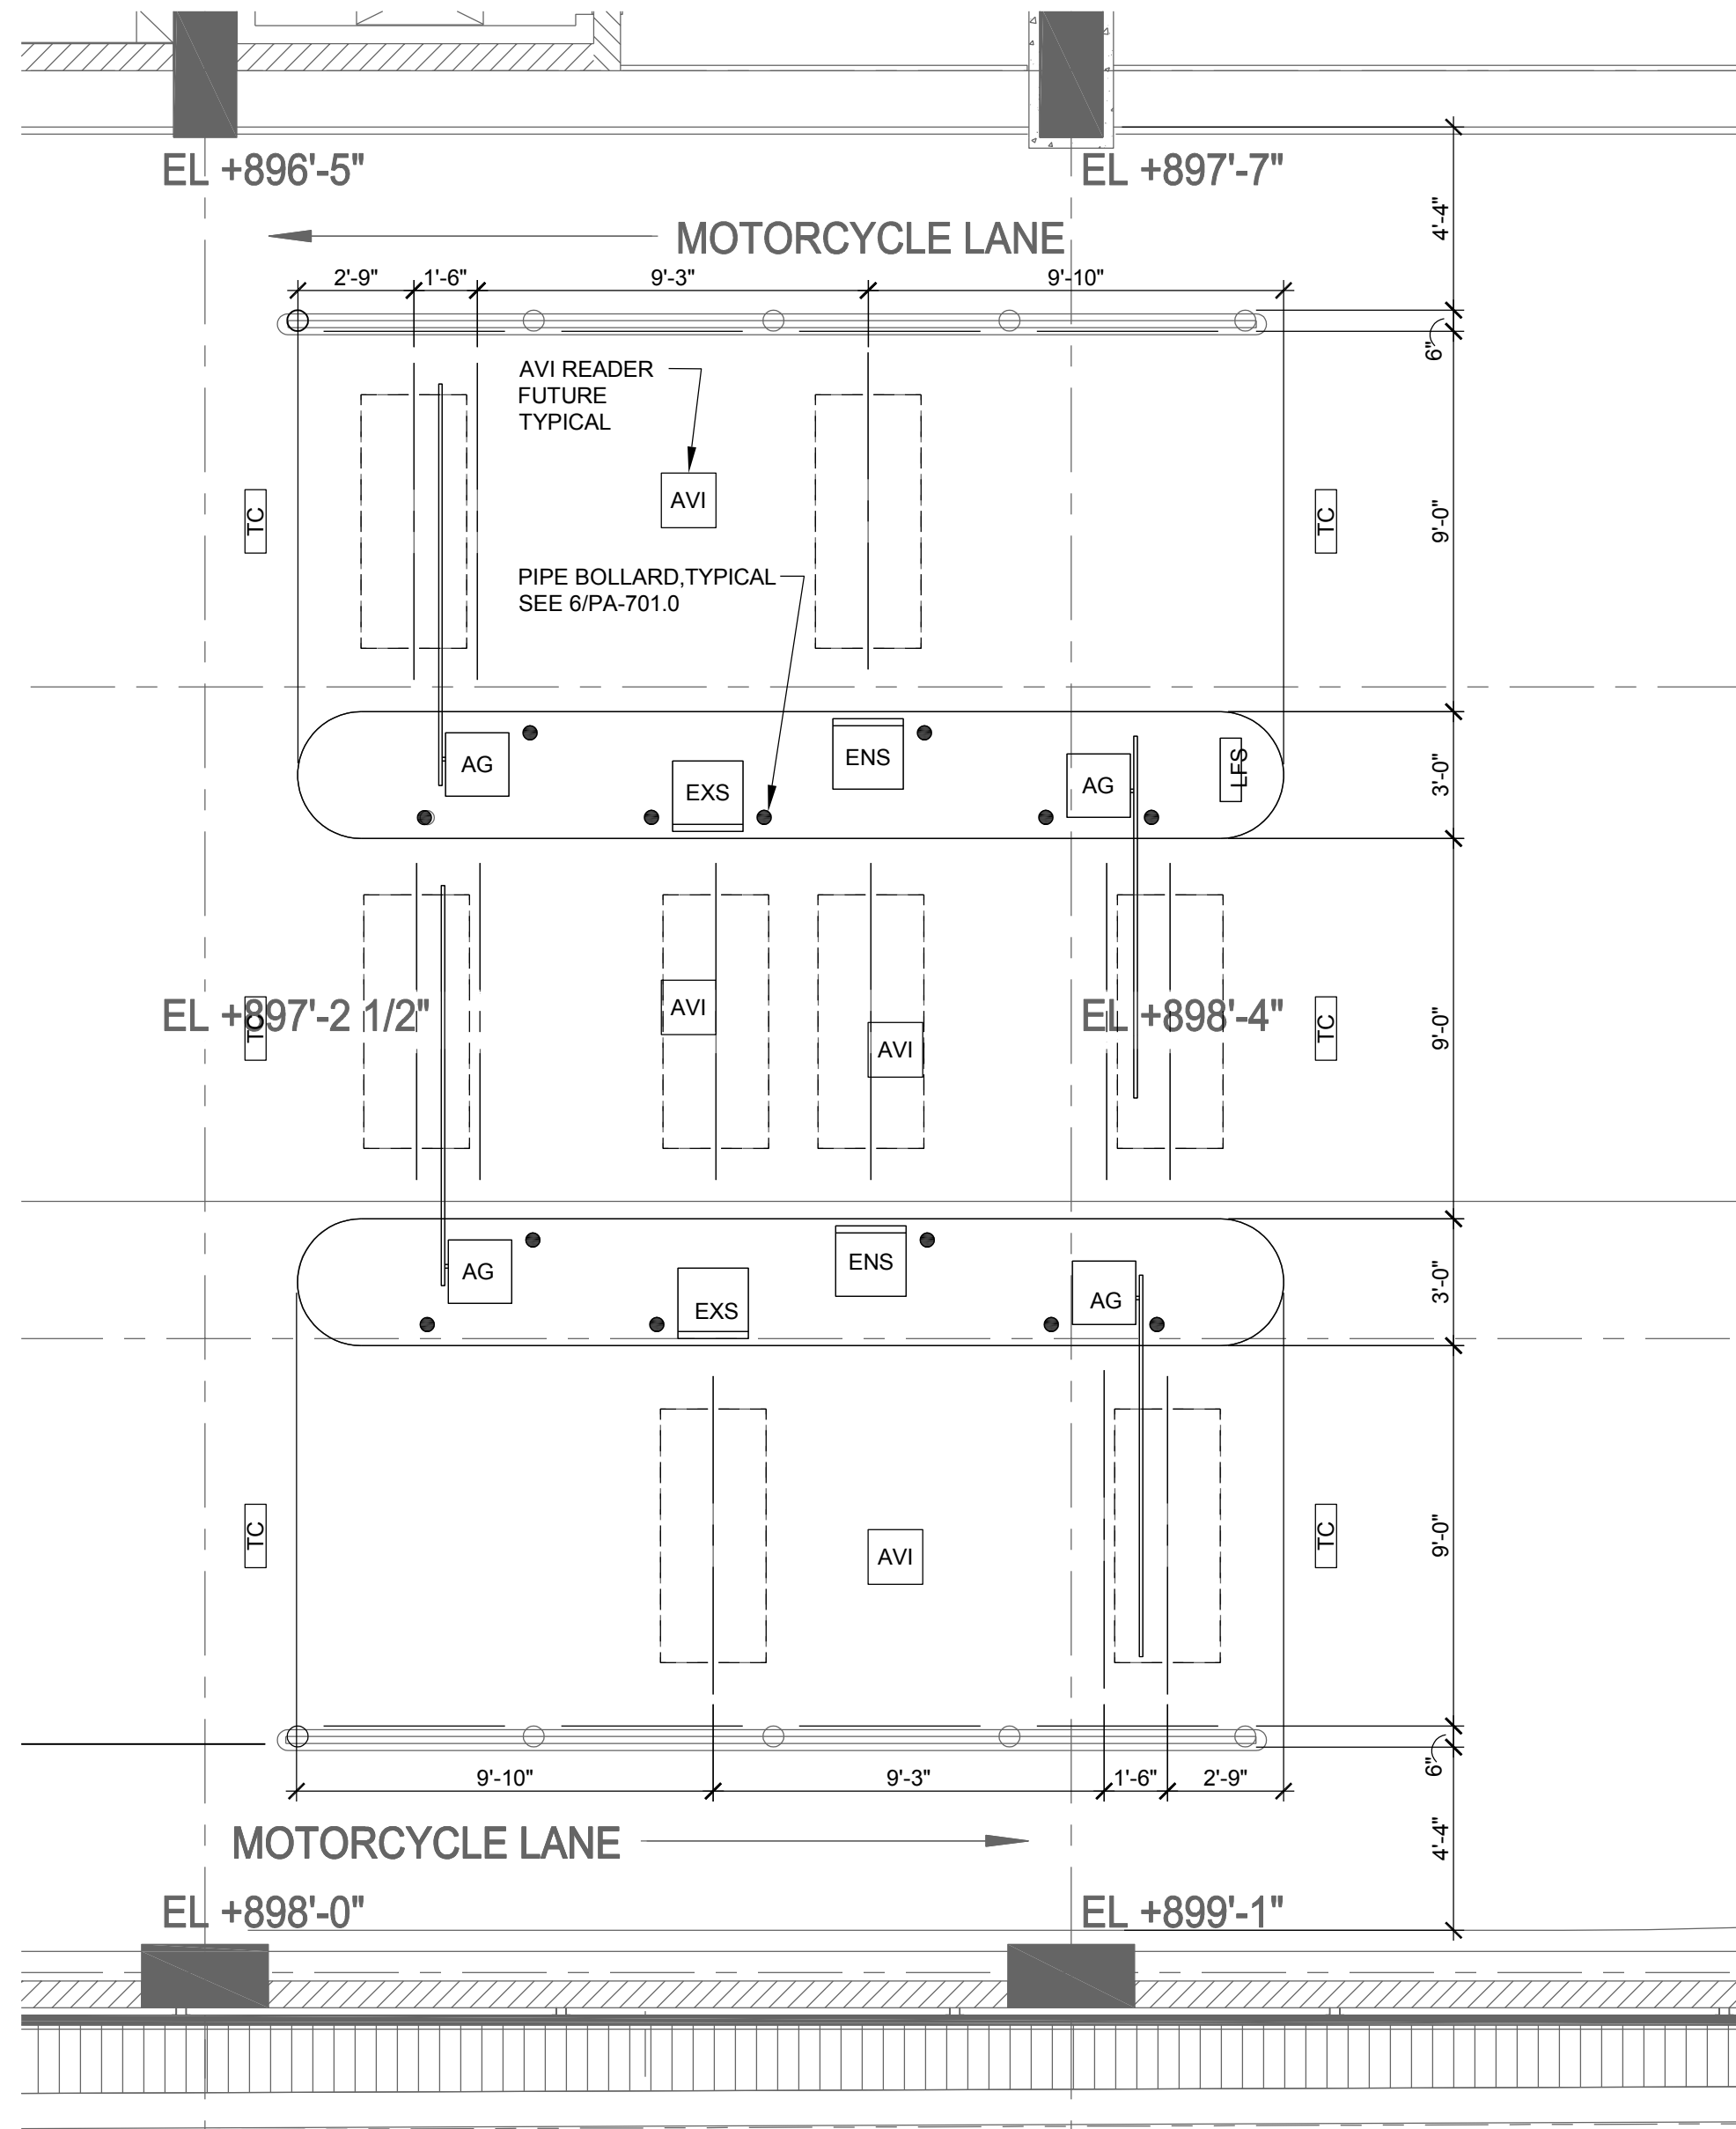 EL +896'-5"
EL +897'-7"
4'-4"
MOTORCYCLE LANE
2'-9"
1'-6"
9'-3"
9'-10"
6"
AVI READER
FUTURE
TYPICAL
AVI
TC
TC
9'-0"
PIPE BOLLARD,TYPICAL
SEE 6/PA-701.0
AG
EXS
ENS
AG
LFS
3'-0"
EL +897'-2 1/2"
TC
AVI
AVI
EL +898'-4"
TC
9'-0"
AG
EXS
ENS
AG
3'-0"
TC
AVI
TC
9'-0"
6"
9'-10"
9'-3"
1'-6"
2'-9"
MOTORCYCLE LANE
4'-4"
EL +898'-0"
EL +899'-1"